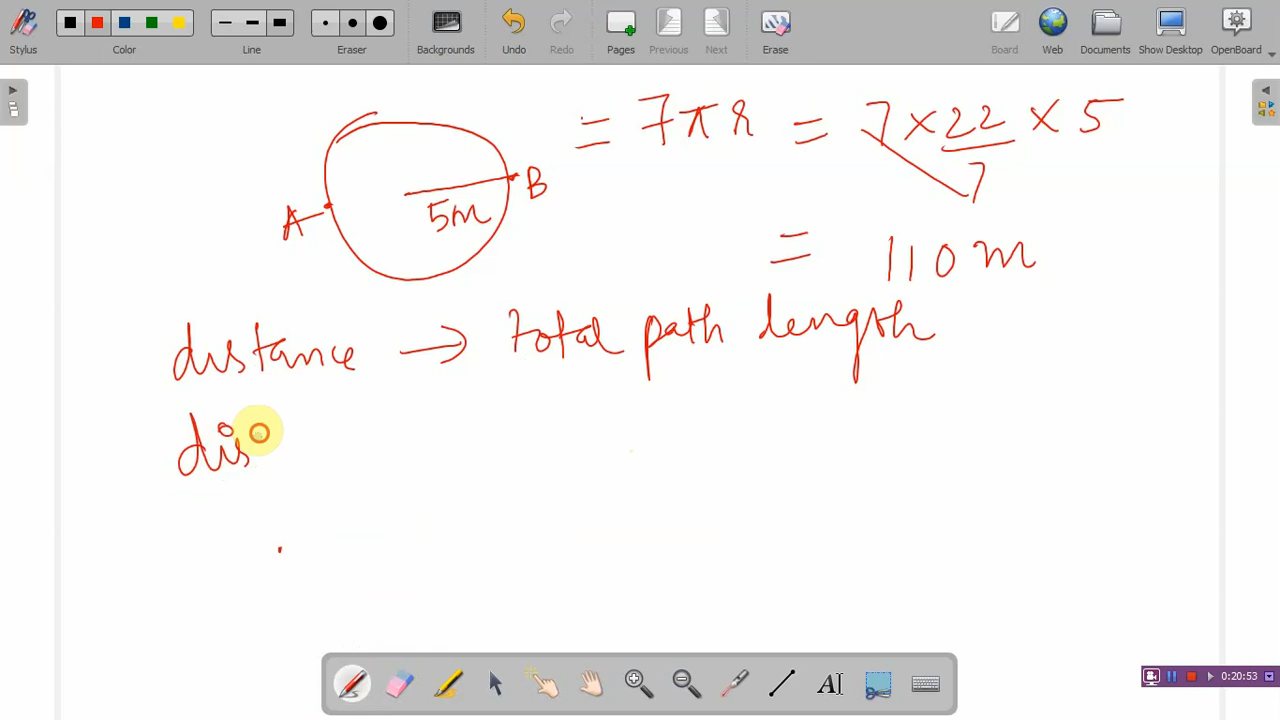 Stylus Color Line Eraser Backgrounds Undo Redo Pages Previous Next Erase Board Web Documents Show Desktop OpenBoard
= 7πr = 7 × 22/7 × 5
A B
5m
= 110 m
distance → total path length
dis
0:20:53